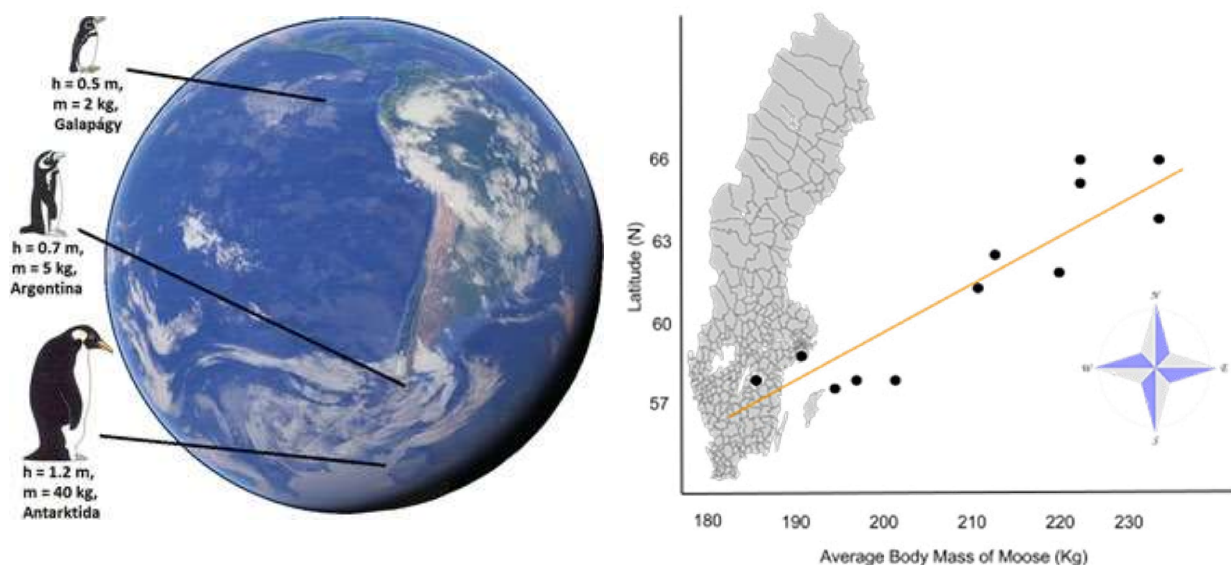 h = 0.5 m,
m = 2 kg,
Galapágy
h = 0.7 m,
m = 5 kg,
Argentina
h = 1.2 m,
m = 40 kg,
Antarktida
Latitude (N)
66
63
60
57
N
W
E
S
180 190 200 210 220 230
Average Body Mass of Moose (Kg)